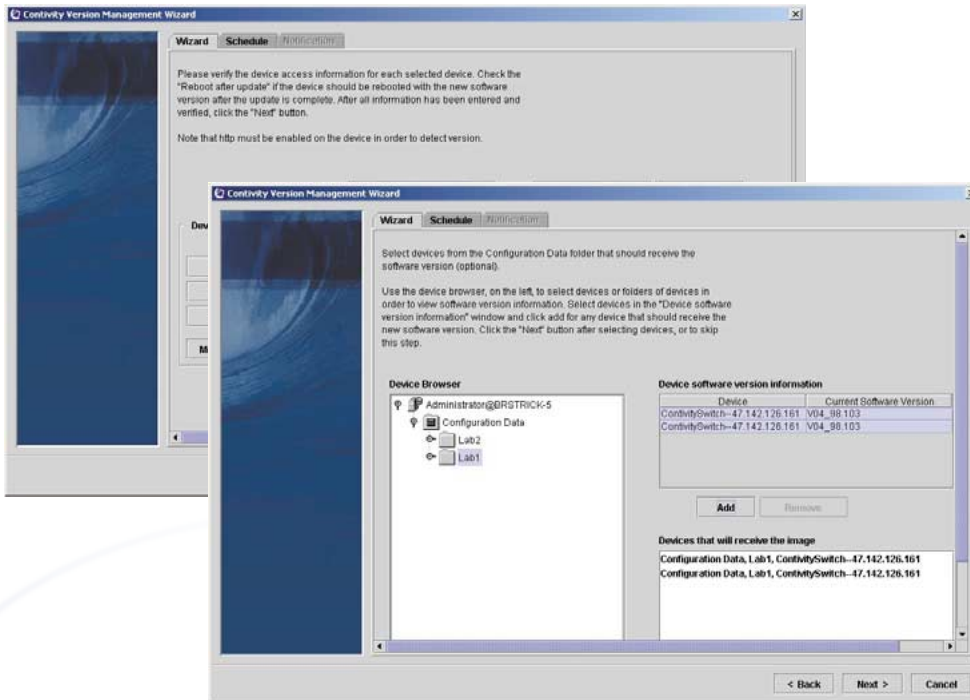 Contivity Version Management Wizard
Wizard Schedule Notification
Please verify the device access information for each selected device. Check the
"Reboot after update" if the device should be rebooted with the new software
version after the update is complete. After all information has been entered and
verified, click the "Next" button.
Note that http must be enabled on the device in order to detect version.
Contivity Version Management Wizard
Wizard Schedule Notification
Select devices from the Configuration Data folder that should receive the
software version (optional).
Use the device browser, on the left, to select devices or folders of devices in
order to view software version information. Select devices in the "Device software
version information" window and click add for any device that should receive the
new software version. Click the "Next" button after selecting devices, or to skip
this step.
Device Browser
Administrator@BRSTRICK-5
Configuration Data
Lab2
Lab1
Device software version information
Device Current Software Version
ContivitySwitch--47.142.126.161 V04_98.103
ContivitySwitch--47.142.126.161 V04_98.103
Add Remove
Devices that will receive the image
Configuration Data, Lab1, ContivitySwitch--47.142.126.161
Configuration Data, Lab1, ContivitySwitch--47.142.126.161
< Back Next > Cancel